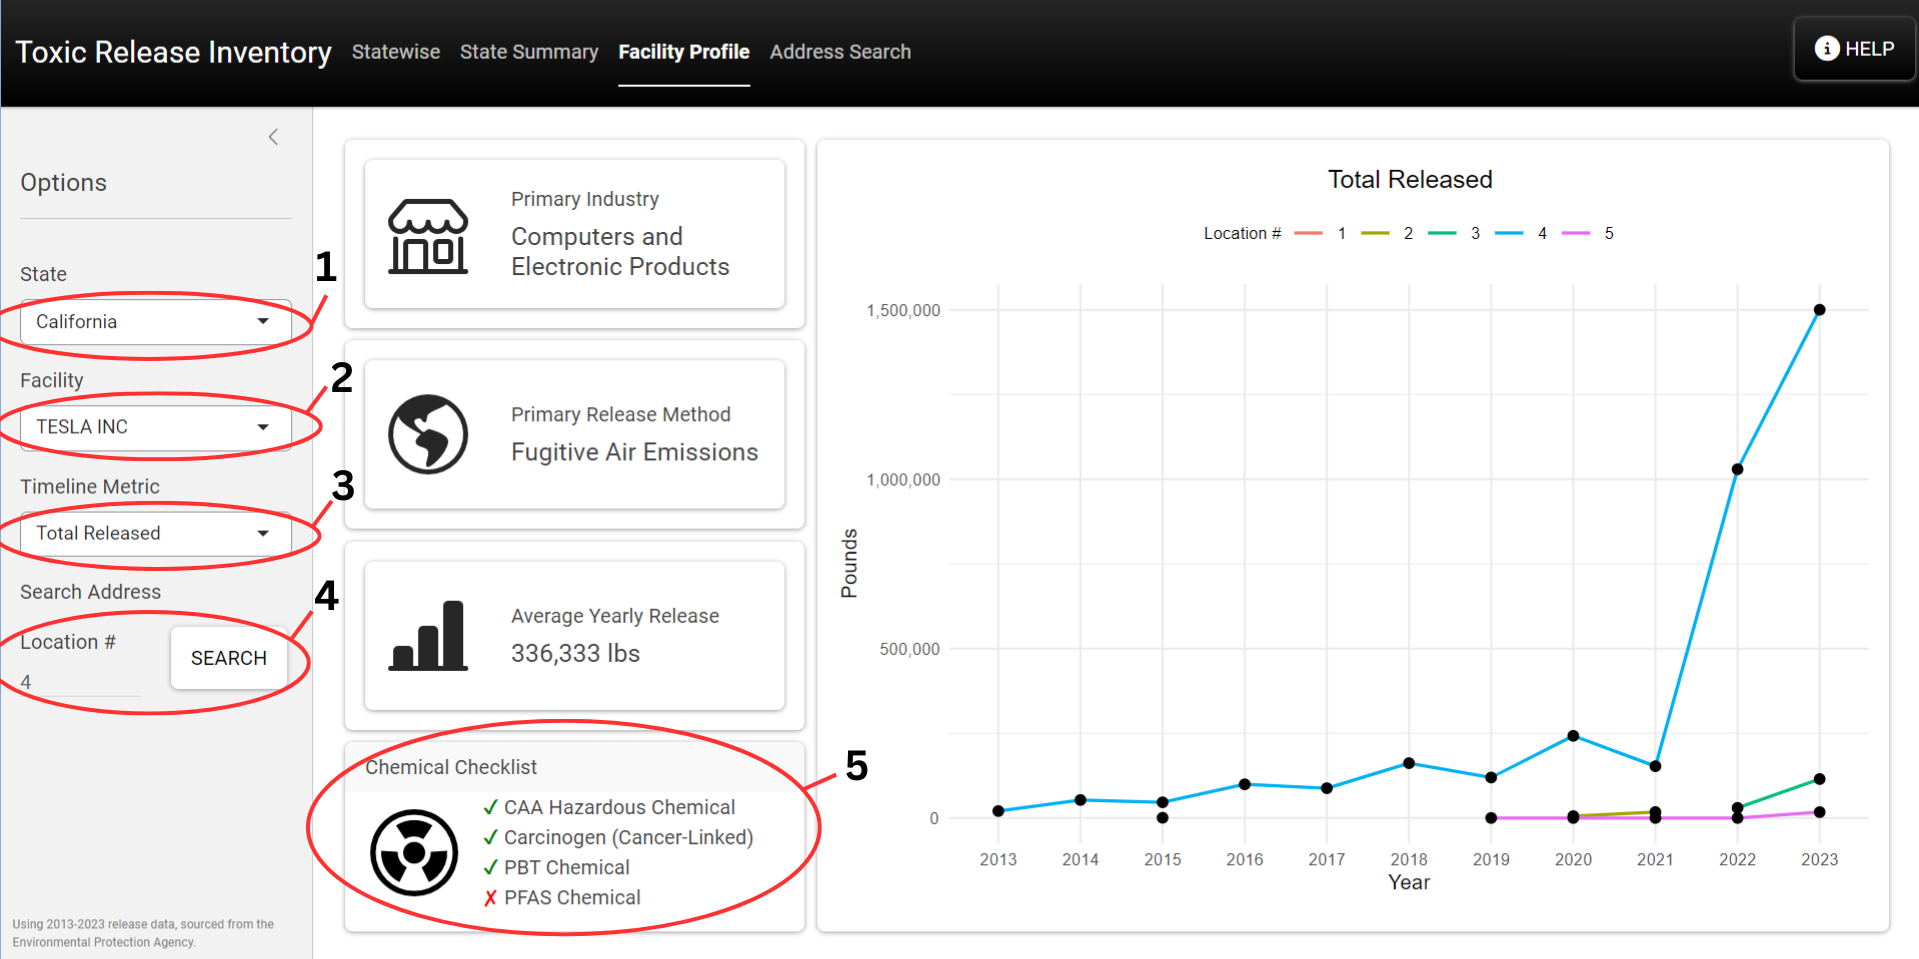 Toxic Release Inventory Statewise State Summary Facility Profile Address Search HELP
Options
State
1
California
Facility
2
TESLA INC
Timeline Metric
3
Total Released
Search Address
4
Location #
4
SEARCH
Using 2013-2023 release data, sourced from the
Environmental Protection Agency.
Primary Industry
Computers and
Electronic Products
Primary Release Method
Fugitive Air Emissions
Average Yearly Release
336,333 lbs
5
Chemical Checklist
✓ CAA Hazardous Chemical
✓ Carcinogen (Cancer-Linked)
✓ PBT Chemical
✗ PFAS Chemical
Total Released
Location # 1 2 3 4 5
1,500,000
1,000,000
500,000
0
Pounds
2013 2014 2015 2016 2017 2018 2019 2020 2021 2022 2023
Year